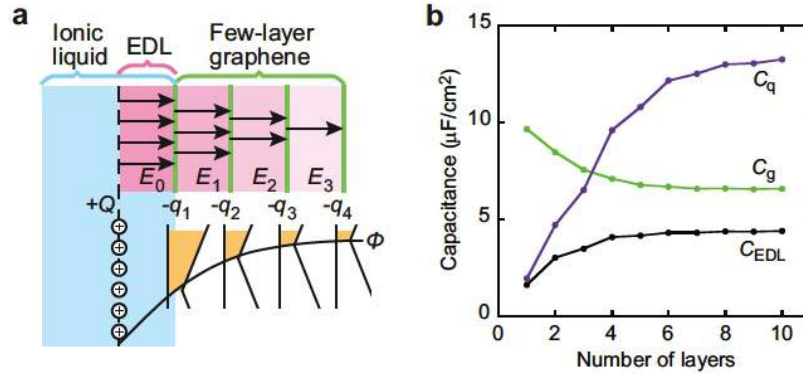 a
Ionic liquid
EDL
Few-layer graphene
E0 E1 E2 E3
+Q -q1 -q2 -q3 -q4
Φ
+
+
+
+
+
+
b
Capacitance (μF/cm2)
15
10
5
0
Cq
Cg
CEDL
0 2 4 6 8 10
Number of layers